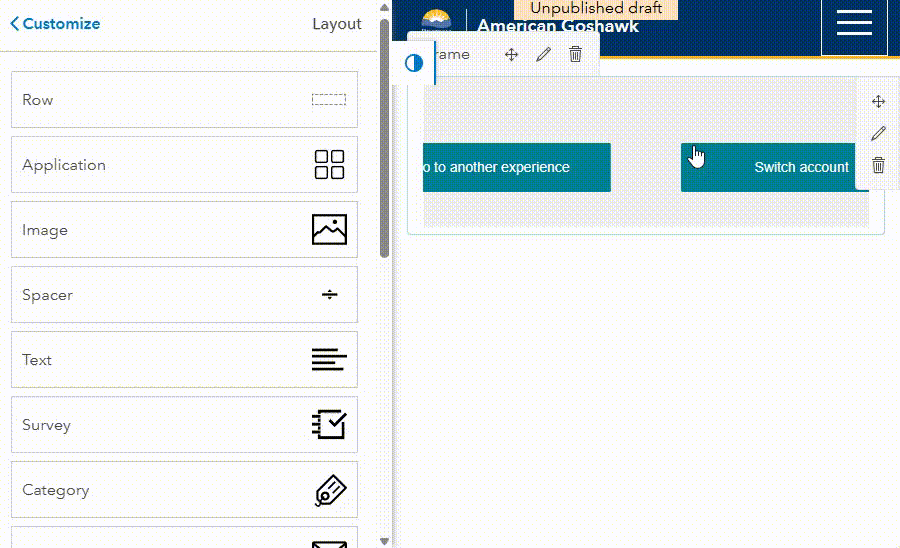 Customize
Layout
Row
Application
Image
Spacer
Text
Survey
Category
Unpublished draft
American Goshawk
rame
o to another experience
Switch account